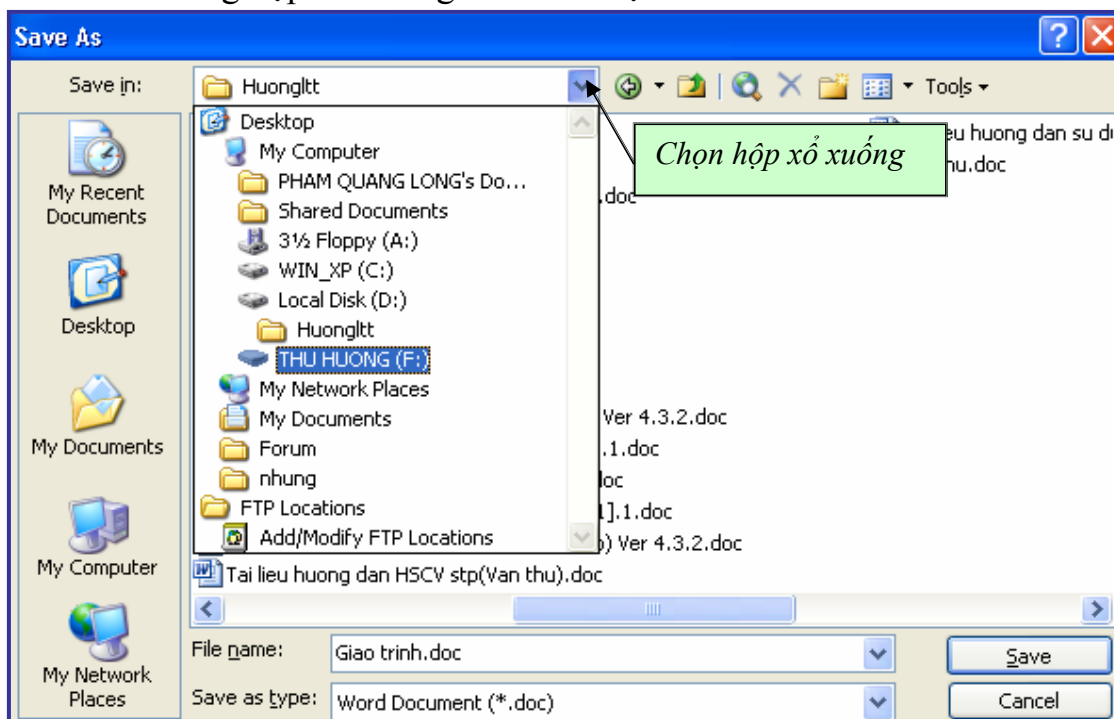 Save As
Save in: Huongltt Tools
Desktop
My Computer
PHAM QUANG LONG's Do...
Shared Documents
3½ Floppy (A:)
WIN_XP (C:)
Local Disk (D:)
Huongltt
THU HUONG (F:)
My Network Places
My Documents
Forum
nhung
FTP Locations
Add/Modify FTP Locations
Chọn hộp xổ xuống
eu huong dan su d
hu.doc
.doc
Ver 4.3.2.doc
.1.doc
oc
1].1.doc
) Ver 4.3.2.doc
Tai lieu huong dan HSCV stp(Van thu).doc
My Recent
Documents
Desktop
My Documents
My Computer
My Network
Places
File name: Giao trinh.doc Save
Save as type: Word Document (*.doc) Cancel